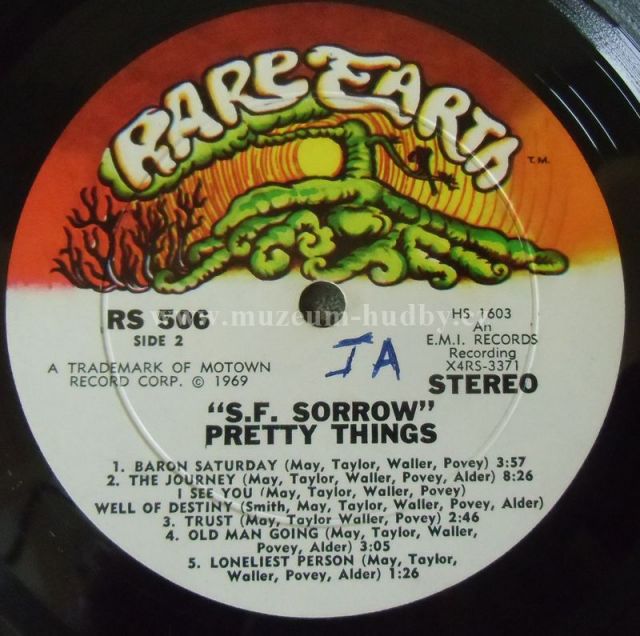 RARE EARTH
T.M.
www.muzeum-hudby.cz
RS 506
SIDE 2
HS 1603
An
E.M.I. RECORDS
Recording
X4RS-3371
A TRADEMARK OF MOTOWN
RECORD CORP. © 1969
JA
STEREO
"S.F. SORROW"
PRETTY THINGS
1. BARON SATURDAY (May, Taylor, Waller, Povey) 3:57
2. THE JOURNEY (May, Taylor, Waller, Povey, Alder) 8:26
I SEE YOU (May, Taylor, Waller, Povey)
WELL OF DESTINY (Smith, May, Taylor, Waller, Povey, Alder)
3. TRUST (May, Taylor Waller, Povey) 2:46
4. OLD MAN GOING (May, Taylor, Waller,
Povey, Alder) 3:05
5. LONELIEST PERSON (May, Taylor,
Waller, Povey, Alder) 1:26